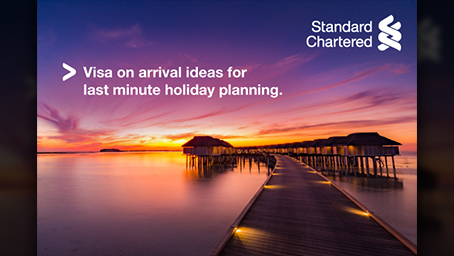 Standard
Chartered
Visa on arrival ideas for
last minute holiday planning.